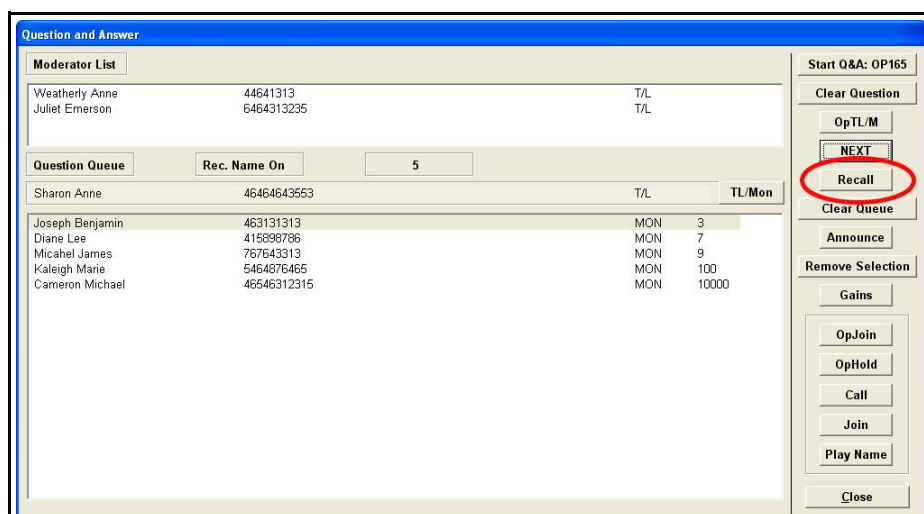 Question and Answer
Moderator List
Weatherly Anne 44641313 T/L
Juliet Emerson 6464313235 T/L
Question Queue Rec. Name On 5
Sharon Anne 46464643553 T/L TL/Mon
Joseph Benjamin 463131313 MON 3
Diane Lee 415898786 MON 7
Micahel James 767643313 MON 9
Kaleigh Marie 5464876465 MON 100
Cameron Michael 46546312315 MON 10000
Start Q&A: OP165
Clear Question
OpTL/M
NEXT
Recall
Clear Queue
Announce
Remove Selection
Gains
OpJoin
OpHold
Call
Join
Play Name
Close